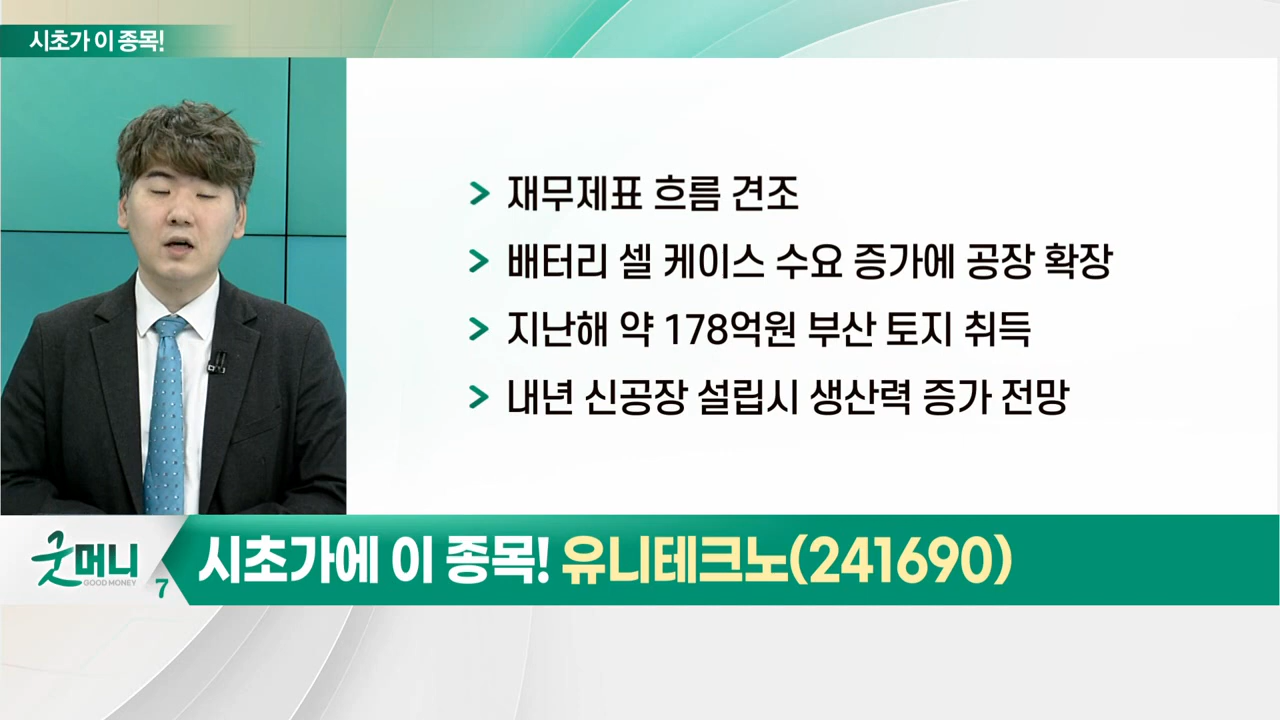 시초가 이 종목!
> 재무제표 흐름 견조
> 배터리 셀 케이스 수요 증가에 공장 확장
> 지난해 약 178억원 부산 토지 취득
> 내년 신공장 설립시 생산력 증가 전망
굿머니
GOOD MONEY
7
시초가에 이 종목! 유니테크노(241690)